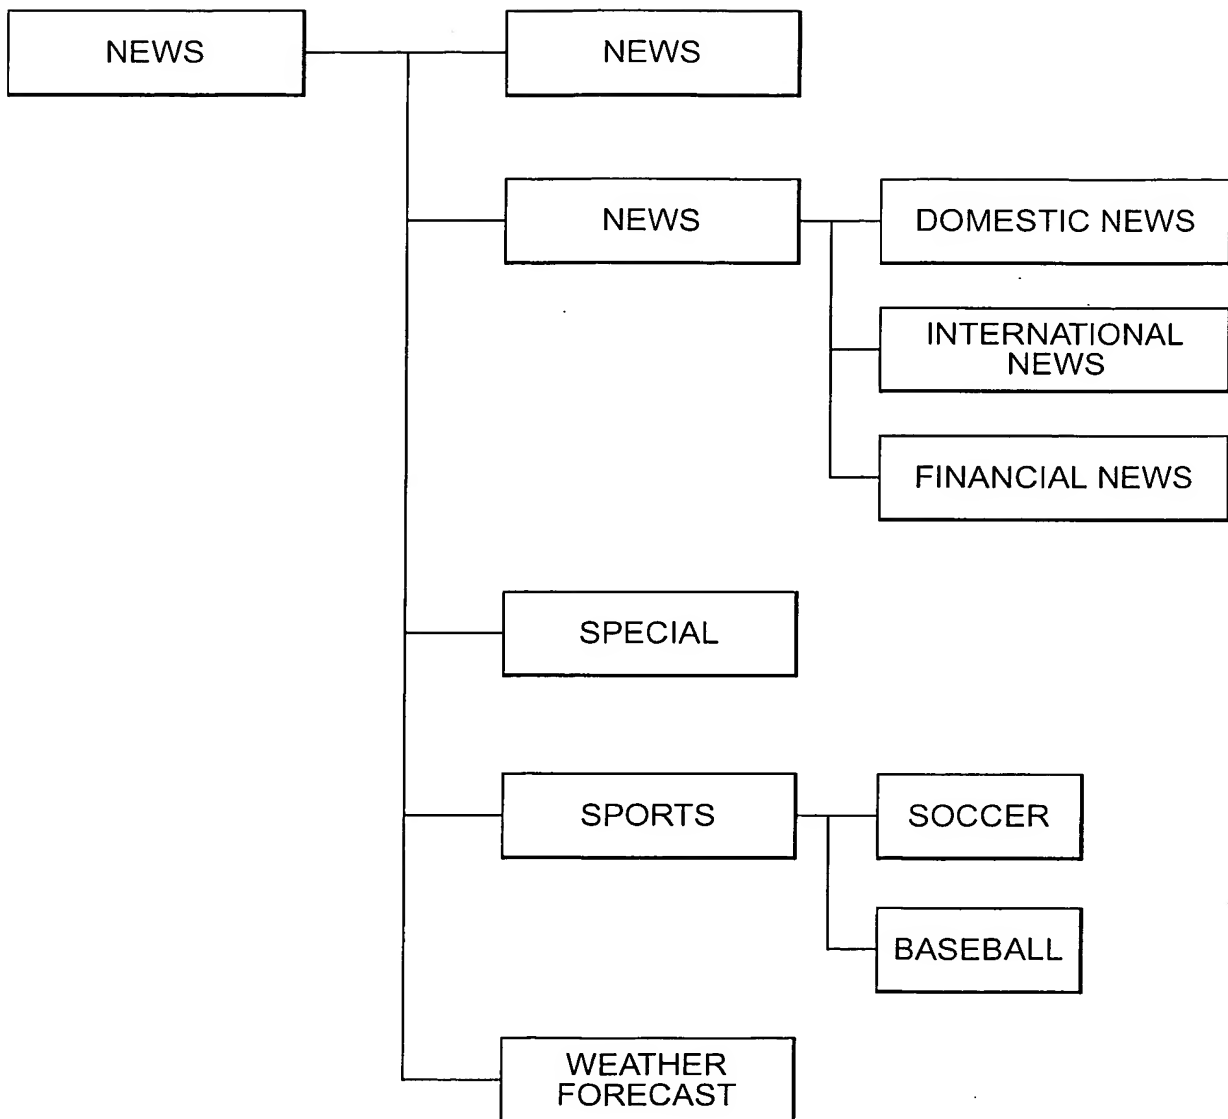 NEWS
NEWS
NEWS
DOMESTIC NEWS
INTERNATIONAL
NEWS
FINANCIAL NEWS
SPECIAL
SPORTS
SOCCER
BASEBALL
WEATHER
FORECAST